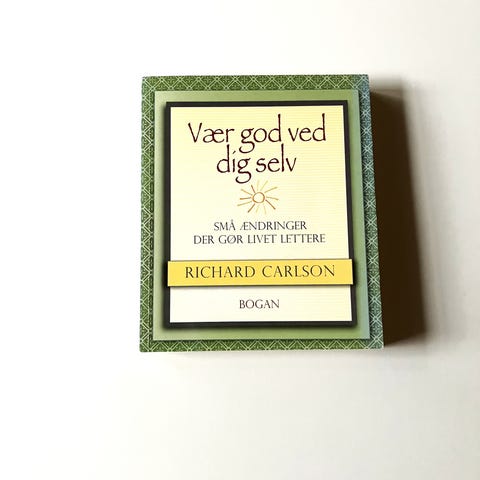 Vær god ved
dig selv
SMÅ ÆNDRINGER
DER GØR LIVET LETTERE
RICHARD CARLSON
BOGAN